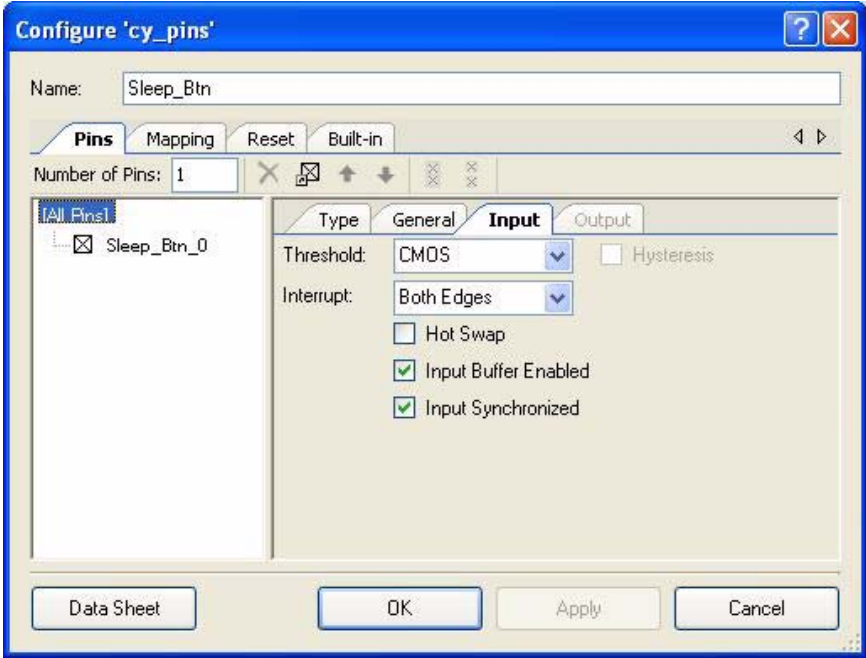 Configure 'cy_pins'
Name: Sleep_Btn
Pins Mapping Reset Built-in
Number of Pins: 1
[All Pins] Type General Input Output
Sleep_Btn_0
Threshold: CMOS Hysteresis
Interrupt: Both Edges
Hot Swap
Input Buffer Enabled
Input Synchronized
Data Sheet OK Apply Cancel